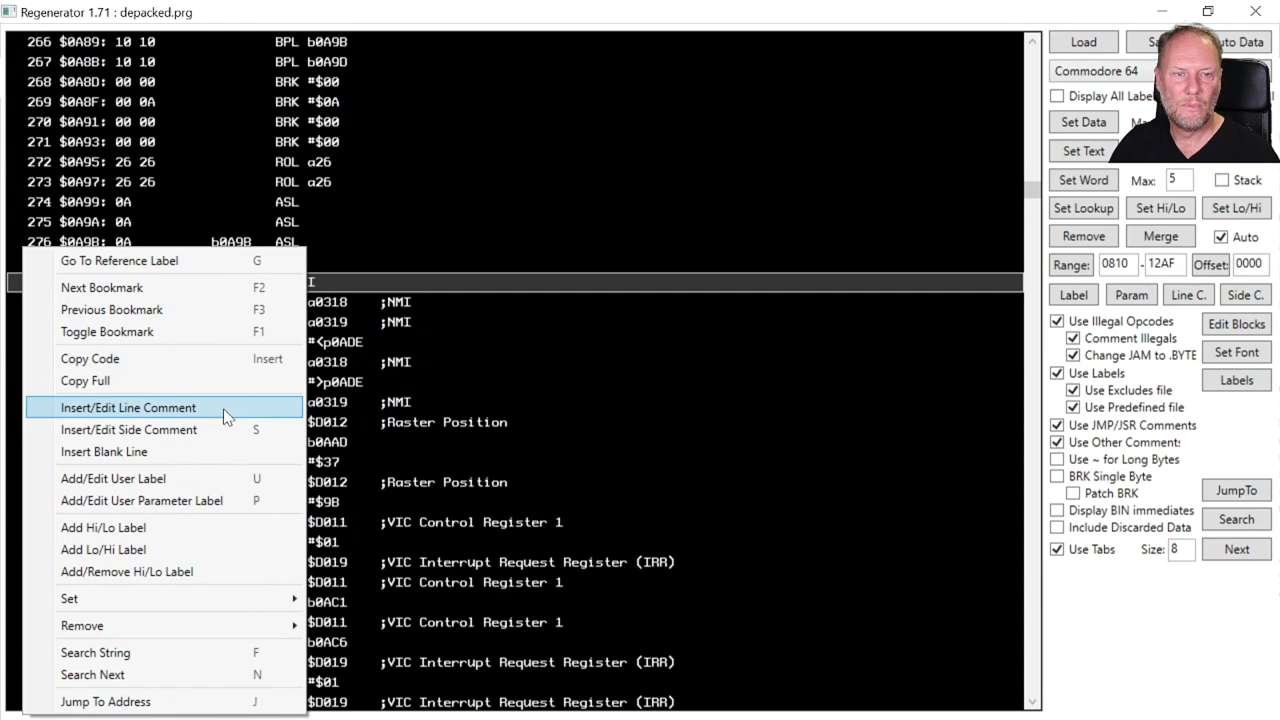 Regenerator 1.71 : depacked.prg
266 $0A89: 10 10 BPL b0A9B
267 $0A8B: 10 10 BPL b0A9D
268 $0A8D: 00 00 BRK #$00
269 $0A8F: 00 0A BRK #$0A
270 $0A91: 00 00 BRK #$00
271 $0A93: 00 00 BRK #$00
272 $0A95: 26 26 ROL a26
273 $0A97: 26 26 ROL a26
274 $0A99: 0A ASL
275 $0A9A: 0A ASL
276 $0A9B: 0A b0A9B ASL
a0318 ;NMI
a0319 ;NMI
#<p0ADE
a0318 ;NMI
#>p0ADE
a0319 ;NMI
$D012 ;Raster Position
b0AAD
#$37
$D012 ;Raster Position
#$9B
$D011 ;VIC Control Register 1
#$01
$D019 ;VIC Interrupt Request Register (IRR)
$D011 ;VIC Control Register 1
b0AC1
$D011 ;VIC Control Register 1
b0AC6
$D019 ;VIC Interrupt Request Register (IRR)
#$01
$D019 ;VIC Interrupt Request Register (IRR)
Go To Reference Label G
Next Bookmark F2
Previous Bookmark F3
Toggle Bookmark F1
Copy Code Insert
Copy Full
Insert/Edit Line Comment
Insert/Edit Side Comment S
Insert Blank Line
Add/Edit User Label U
Add/Edit User Parameter Label P
Add Hi/Lo Label
Add Lo/Hi Label
Add/Remove Hi/Lo Label
Set
Remove
Search String F
Search Next N
Jump To Address J
Load Data
Commodore 64
Display All
Set Data
Set Text
Set Word Max: 5 Stack
Set Lookup Set Hi/Lo Set Lo/Hi
Remove Merge Auto
Range: 0810 - 12AF Offset: 0000
Label Param Line C. Side C.
Use Illegal Opcodes Edit Blocks
Comment Illegals
Change JAM to .BYTE Set Font
Use Labels
Use Excludes file Labels
Use Predefined file
Use JMP/JSR Comments
Use Other Comments
Use ~ for Long Bytes
BRK Single Byte
Patch BRK JumpTo
Display BIN immediates
Include Discarded Data Search
Use Tabs Size: 8 Next